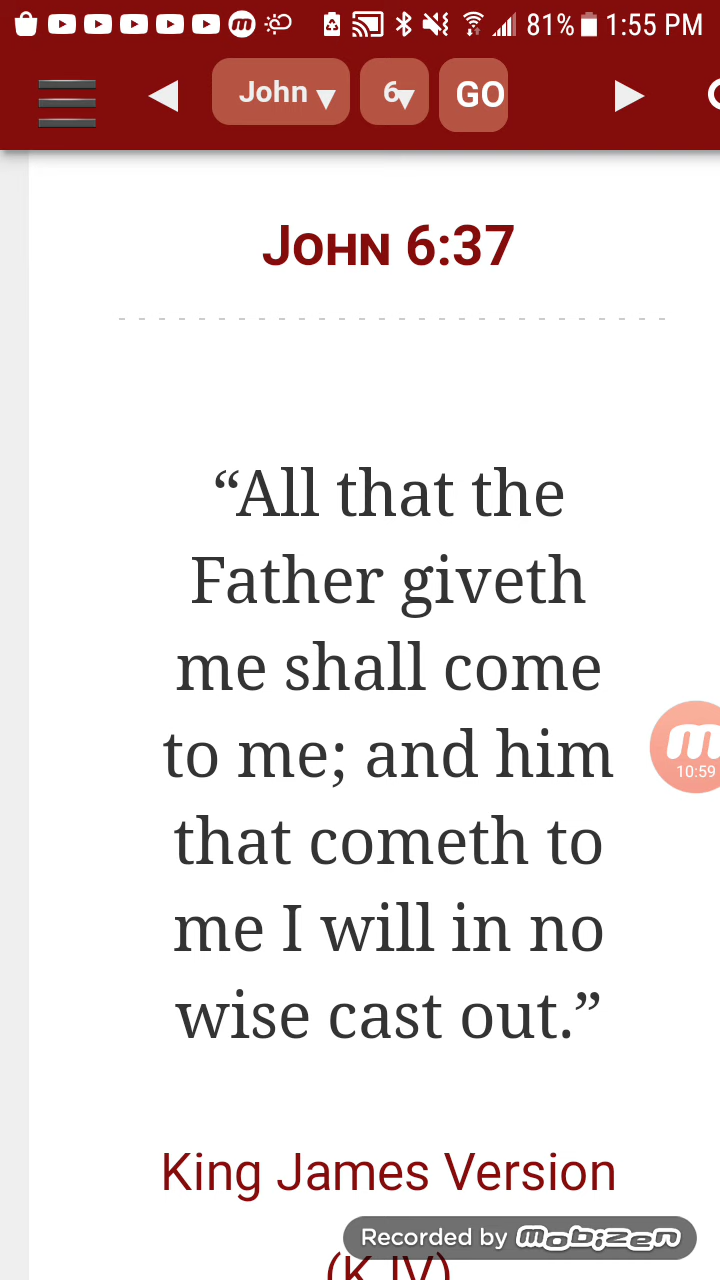 81% 1:55 PM
John 6 GO
John 6:37
“All that the
Father giveth
me shall come
to me; and him
that cometh to
me I will in no
wise cast out.”
10:59
King James Version
Recorded by mobizen
(KJV)